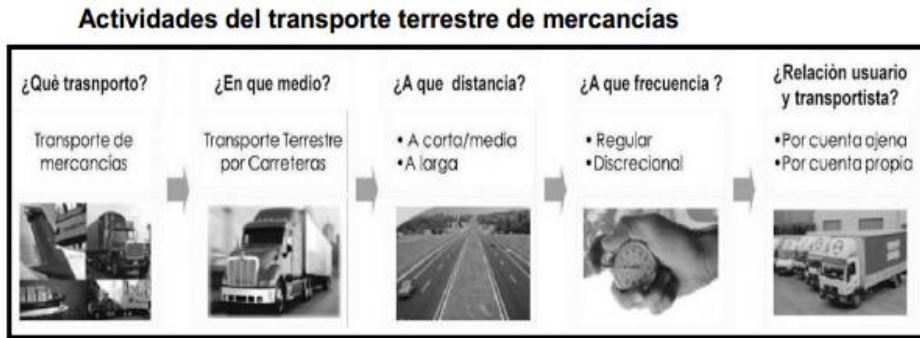 Actividades del transporte terrestre de mercancías
¿Què trasnporto?
Transporte de
mercancías
¿En que medio?
Transporte Terrestre
por Carreteras
¿A que distancia?
• A corta/media
• A larga
¿A que frecuencia ?
• Regular
• Discrecional
¿Relaciòn usuario
y transportista?
•Por cuenta ajena
•Por cuenta propia